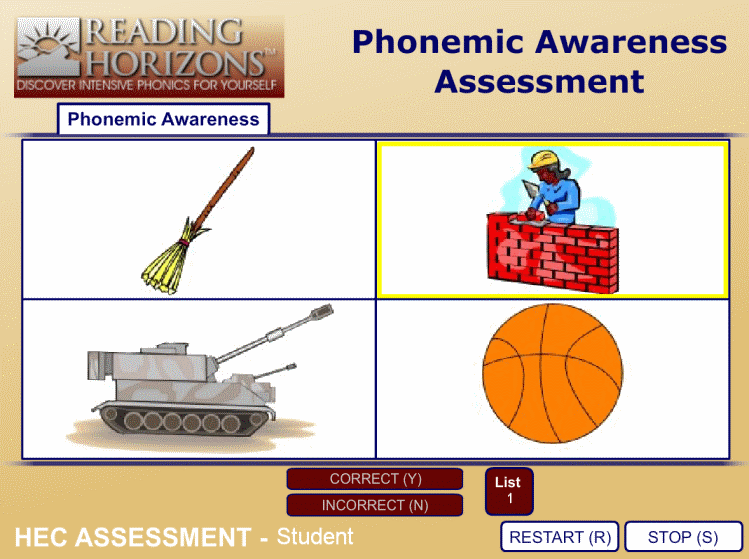 READING
HORIZONS™
DISCOVER INTENSIVE PHONICS FOR YOURSELF
Phonemic Awareness
Assessment
Phonemic Awareness
CORRECT (Y)
INCORRECT (N)
List
1
HEC ASSESSMENT - Student
RESTART (R)
STOP (S)